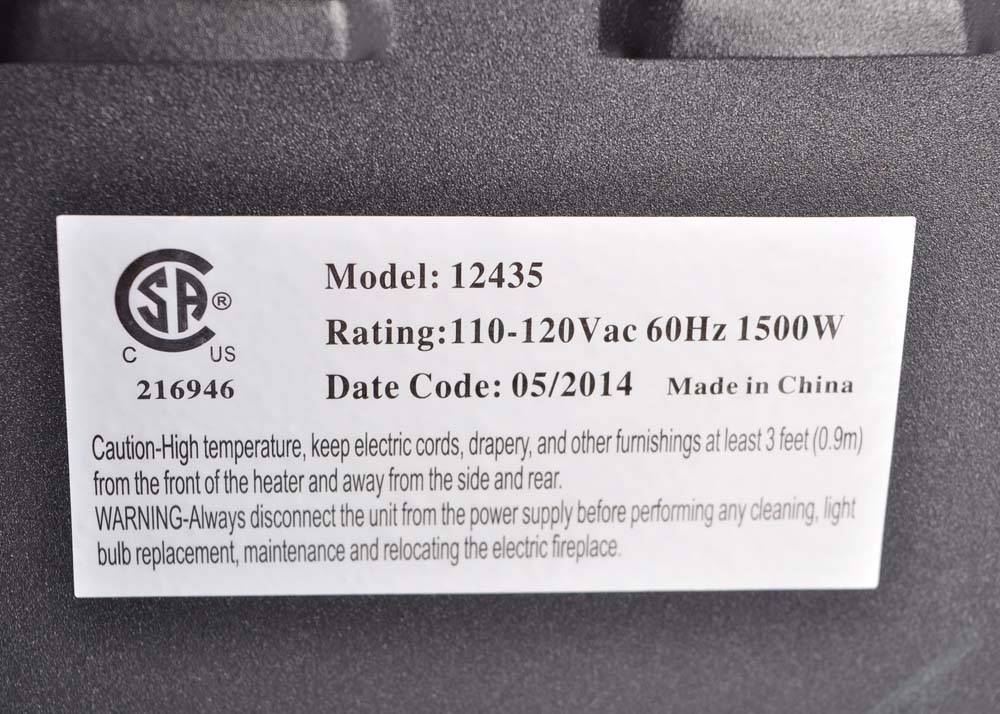 CSA®
C US
216946
Model: 12435
Rating:110-120Vac 60Hz 1500W
Date Code: 05/2014 Made in China
Caution-High temperature, keep electric cords, drapery, and other furnishings at least 3 feet (0.9m)
from the front of the heater and away from the side and rear.
WARNING-Always disconnect the unit from the power supply before performing any cleaning, light
bulb replacement, maintenance and relocating the electric fireplace.